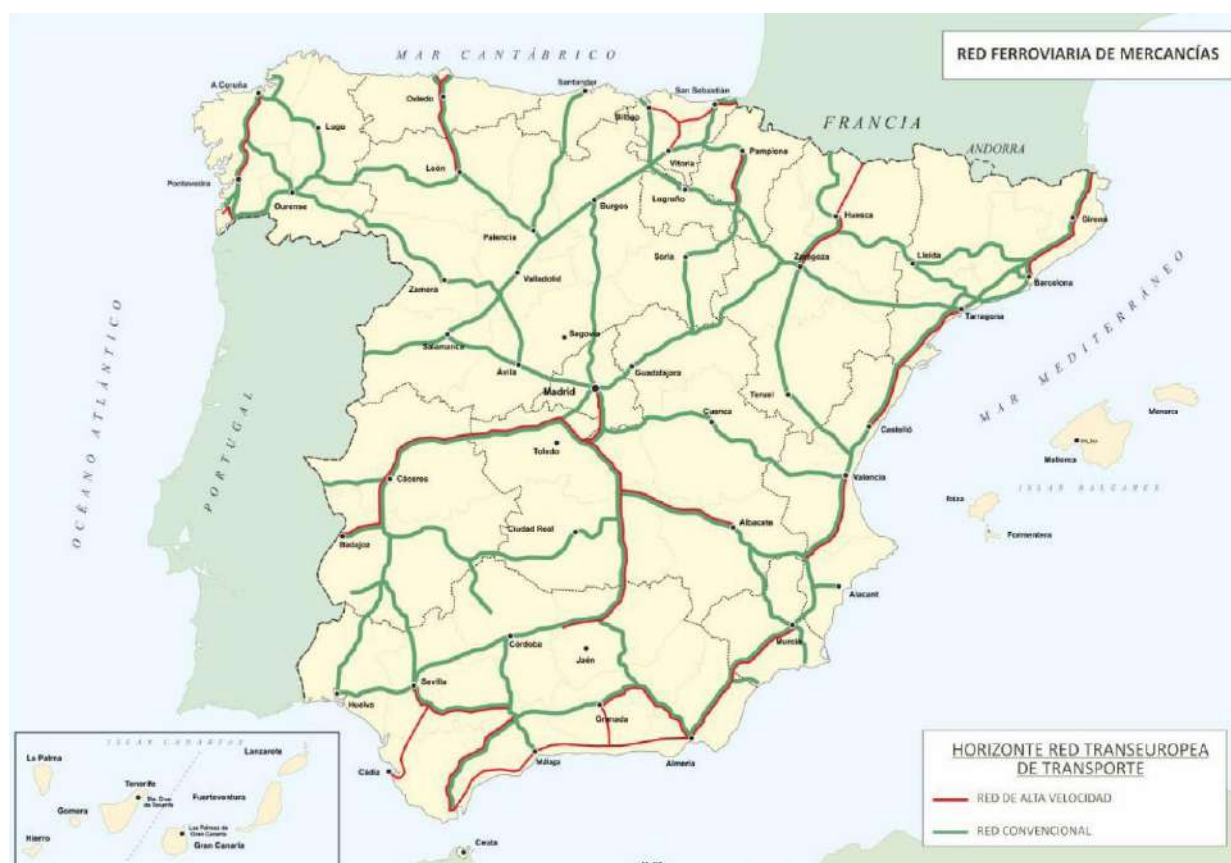 MAR CANTÁBRICO
RED FERROVIARIA DE MERCANCÍAS
A Coruña
Oviedo
Santander
San Sebastián
Bilbao
FRANCIA
ANDORRA
Lugo
León
Vitoria
Pamplona
Pontevedra
Ourense
Logroño
Burgos
Huesca
Girona
Palencia
Soria
Zaragoza
Lleida
Barcelona
Zamora
Valladolid
Tarragona
Segovia
Salamanca
Ávila
Guadalajara
Madrid
Teruel
Cuenca
Castelló
Toledo
Menorca
Mallorca
OCÉANO ATLÁNTICO
PORTUGAL
MAR MEDITERRÁNEO
Cáceres
Valencia
Ibiza
ISLAS BALEARES
Formentera
Badajoz
Ciudad Real
Albacete
Alacant
Murcia
Córdoba
Jaén
Sevilla
Huelva
Granada
Cádiz
Málaga
Almería
Ceuta
ISLAS CANARIAS
La Palma
Lanzarote
Tenerife
Sta. Cruz
de Tenerife
Fuerteventura
Gomera
Las Palmas de
Gran Canaria
Hierro
Gran Canaria
HORIZONTE RED TRANSEUROPEA
DE TRANSPORTE
RED DE ALTA VELOCIDAD
RED CONVENCIONAL